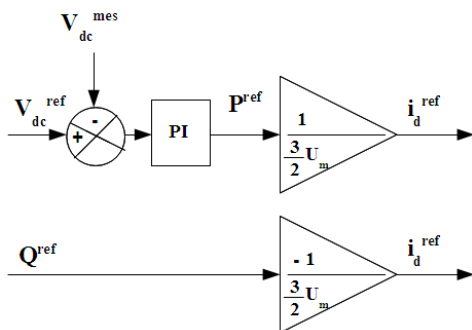 V_dc^mes
V_dc^ref
+
-
PI
P^ref
1
3/2 U_m
i_d^ref
Q^ref
- 1
3/2 U_m
i_d^ref